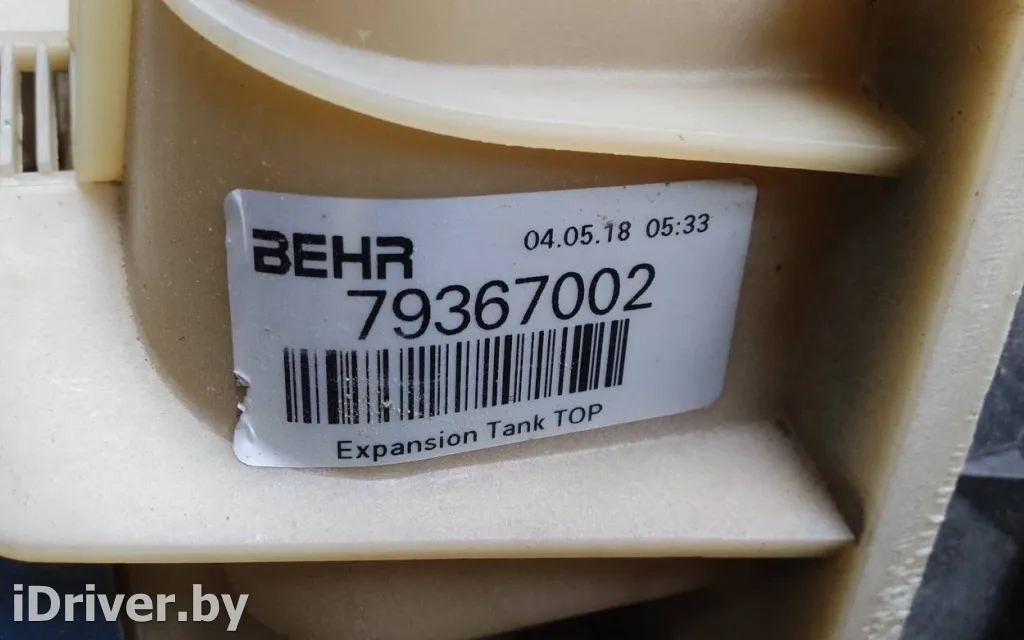 BEHR
04.05.18 05:33
79367002
Expansion Tank TOP
iDriver.by